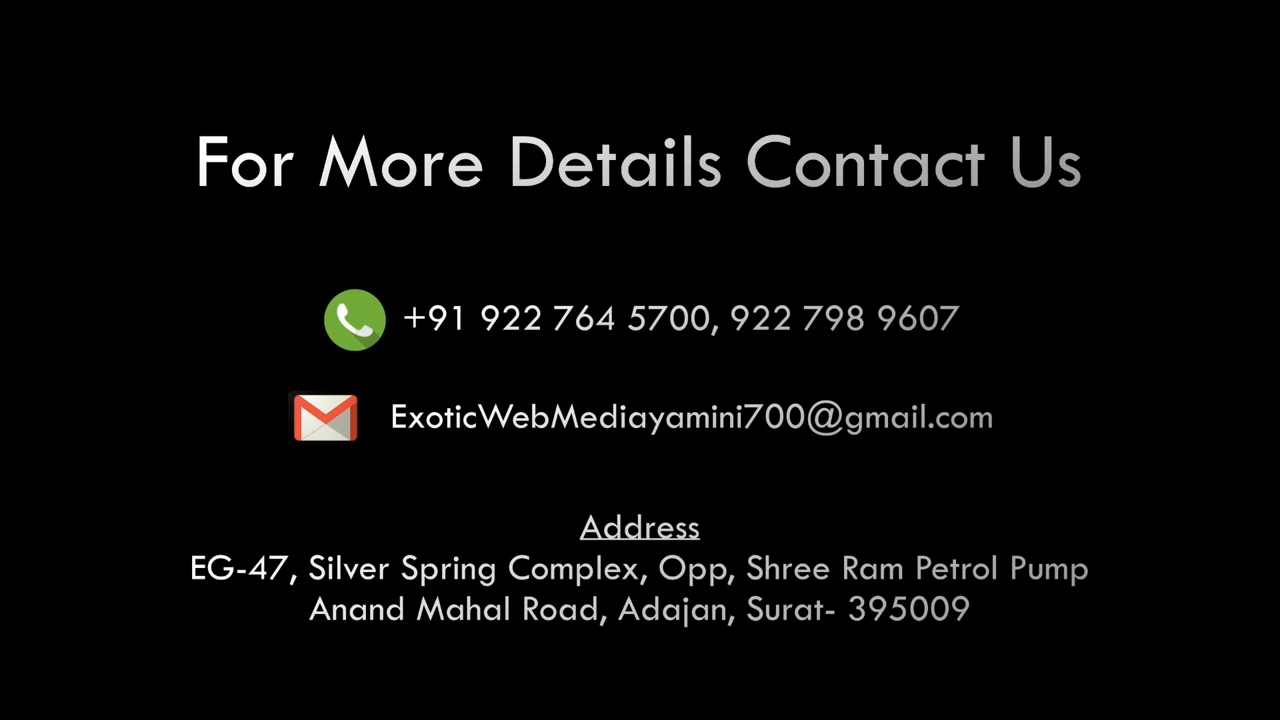 For More Details Contact Us
+91 922 764 5700, 922 798 9607
ExoticWebMediayamini700@gmail.com
Address
EG-47, Silver Spring Complex, Opp, Shree Ram Petrol Pump
Anand Mahal Road, Adajan, Surat- 395009